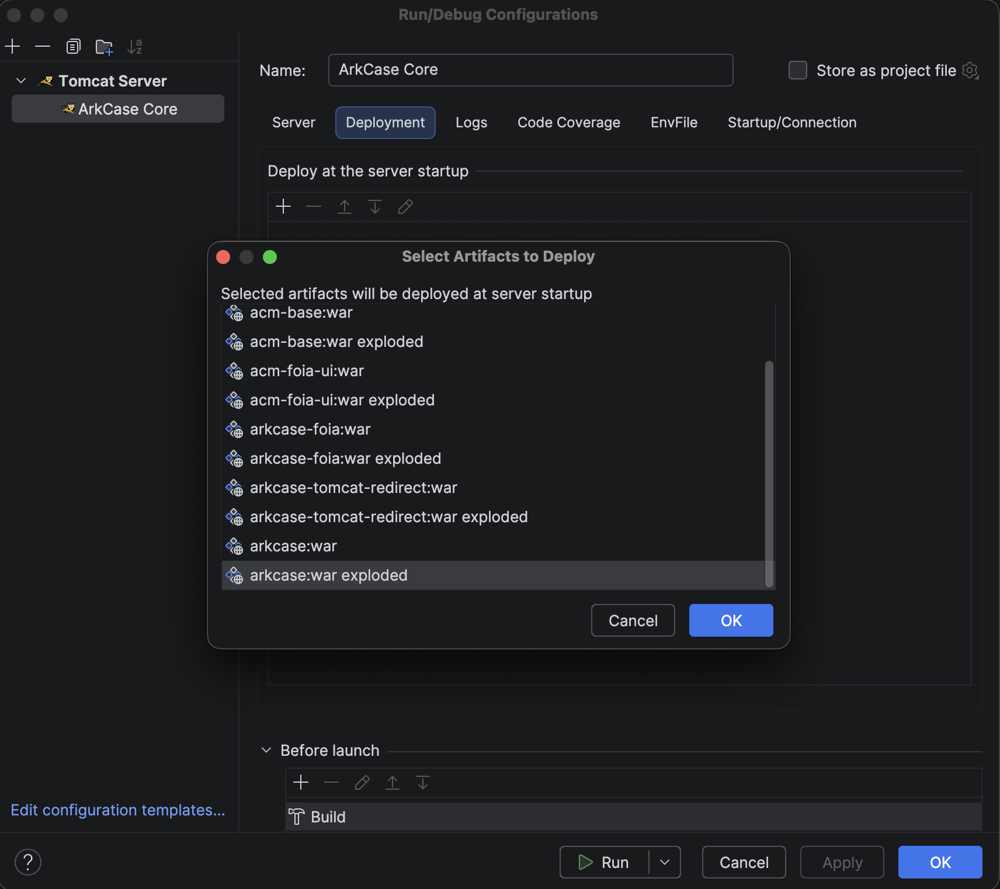 Run/Debug Configurations
Tomcat Server
ArkCase Core
Edit configuration templates...
Name:
ArkCase Core
Store as project file
Server
Deployment
Logs
Code Coverage
EnvFile
Startup/Connection
Deploy at the server startup
Select Artifacts to Deploy
Selected artifacts will be deployed at server startup
acm-base:war
acm-base:war exploded
acm-foia-ui:war
acm-foia-ui:war exploded
arkcase-foia:war
arkcase-foia:war exploded
arkcase-tomcat-redirect:war
arkcase-tomcat-redirect:war exploded
arkcase:war
arkcase:war exploded
Cancel
OK
Before launch
Build
?
Run
Cancel
Apply
OK